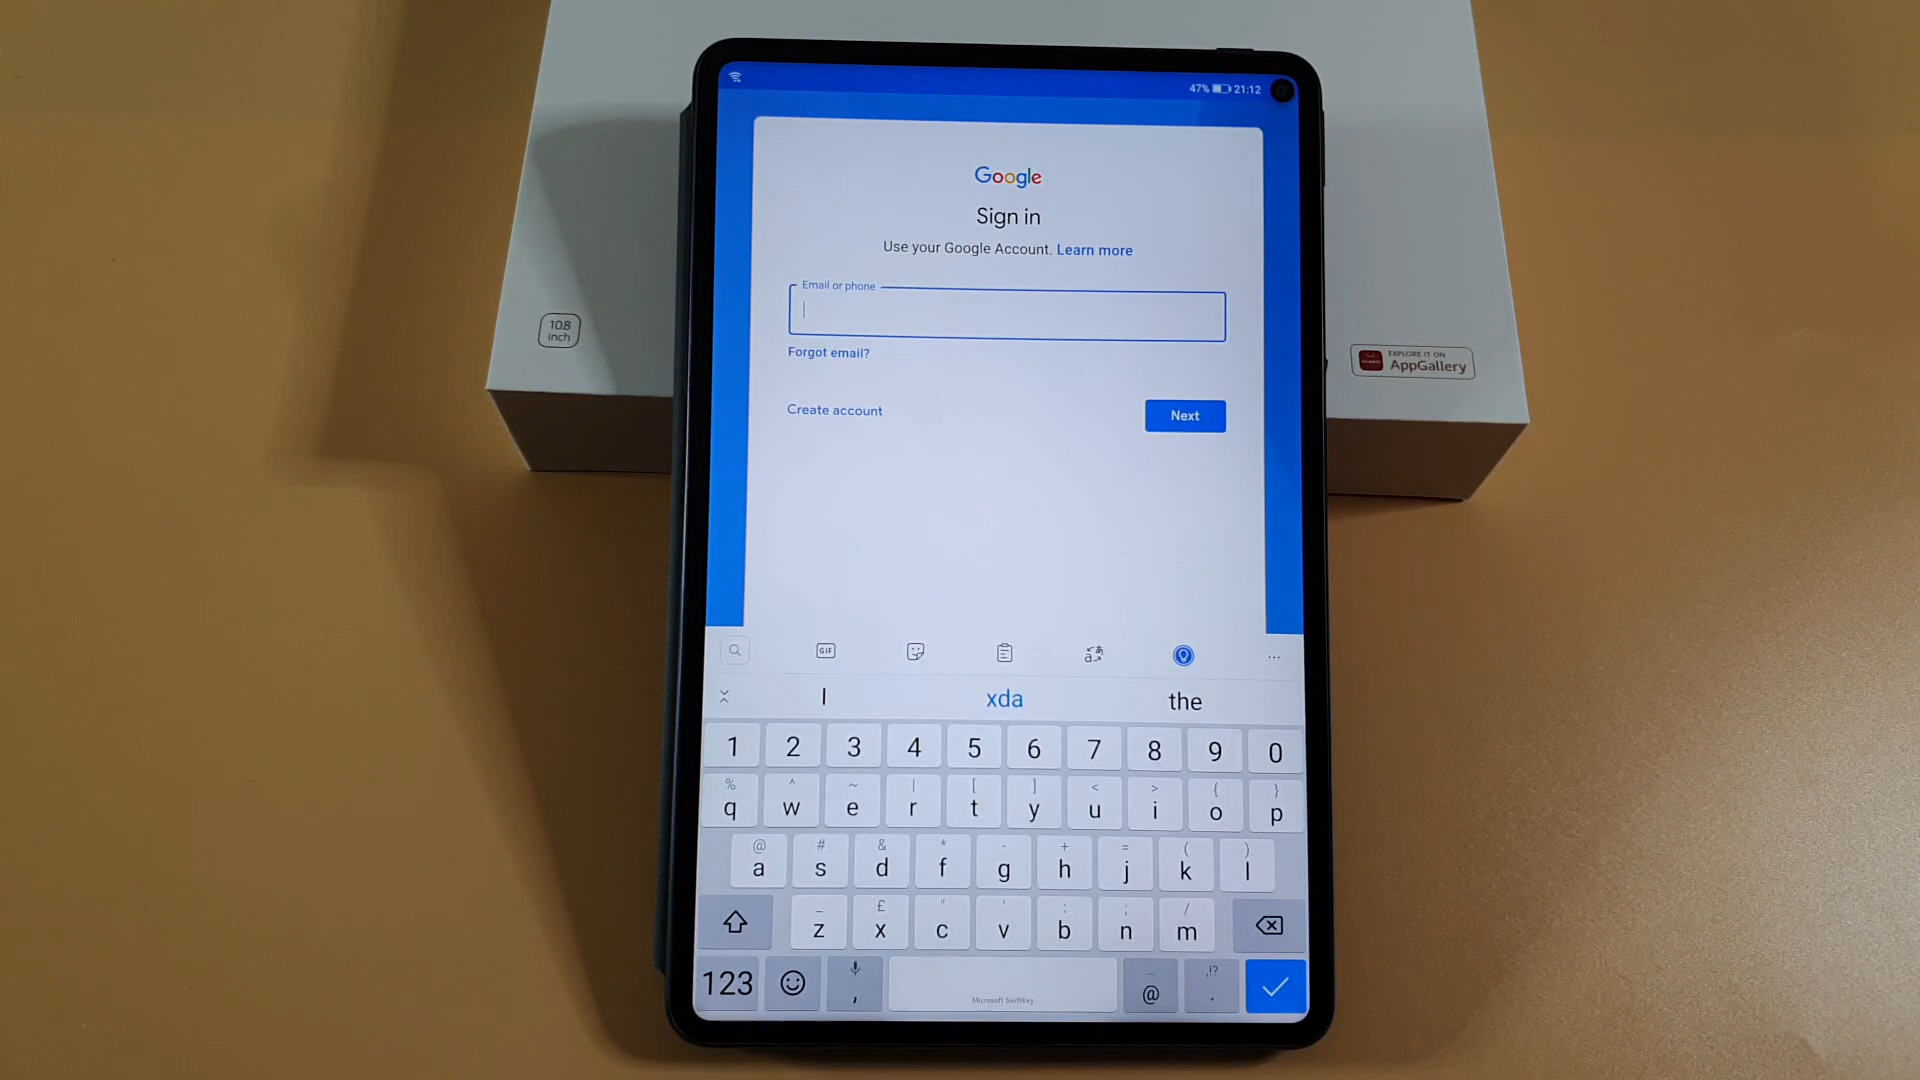 47% 21:12
Google
Sign in
Use your Google Account. Learn more
Email or phone
Forgot email?
Create account
Next
10.8
inch
EXPLORE IT ON
AppGallery
GIF
I xda the
1 2 3 4 5 6 7 8 9 0
% ^ ~ | [ ] < > { }
q w e r t y u i o p
@ # & * - + = ( )
a s d f g h j k l
_ £ " ' : ; /
z x c v b n m
123 , Microsoft SwiftKey @ ,!? .